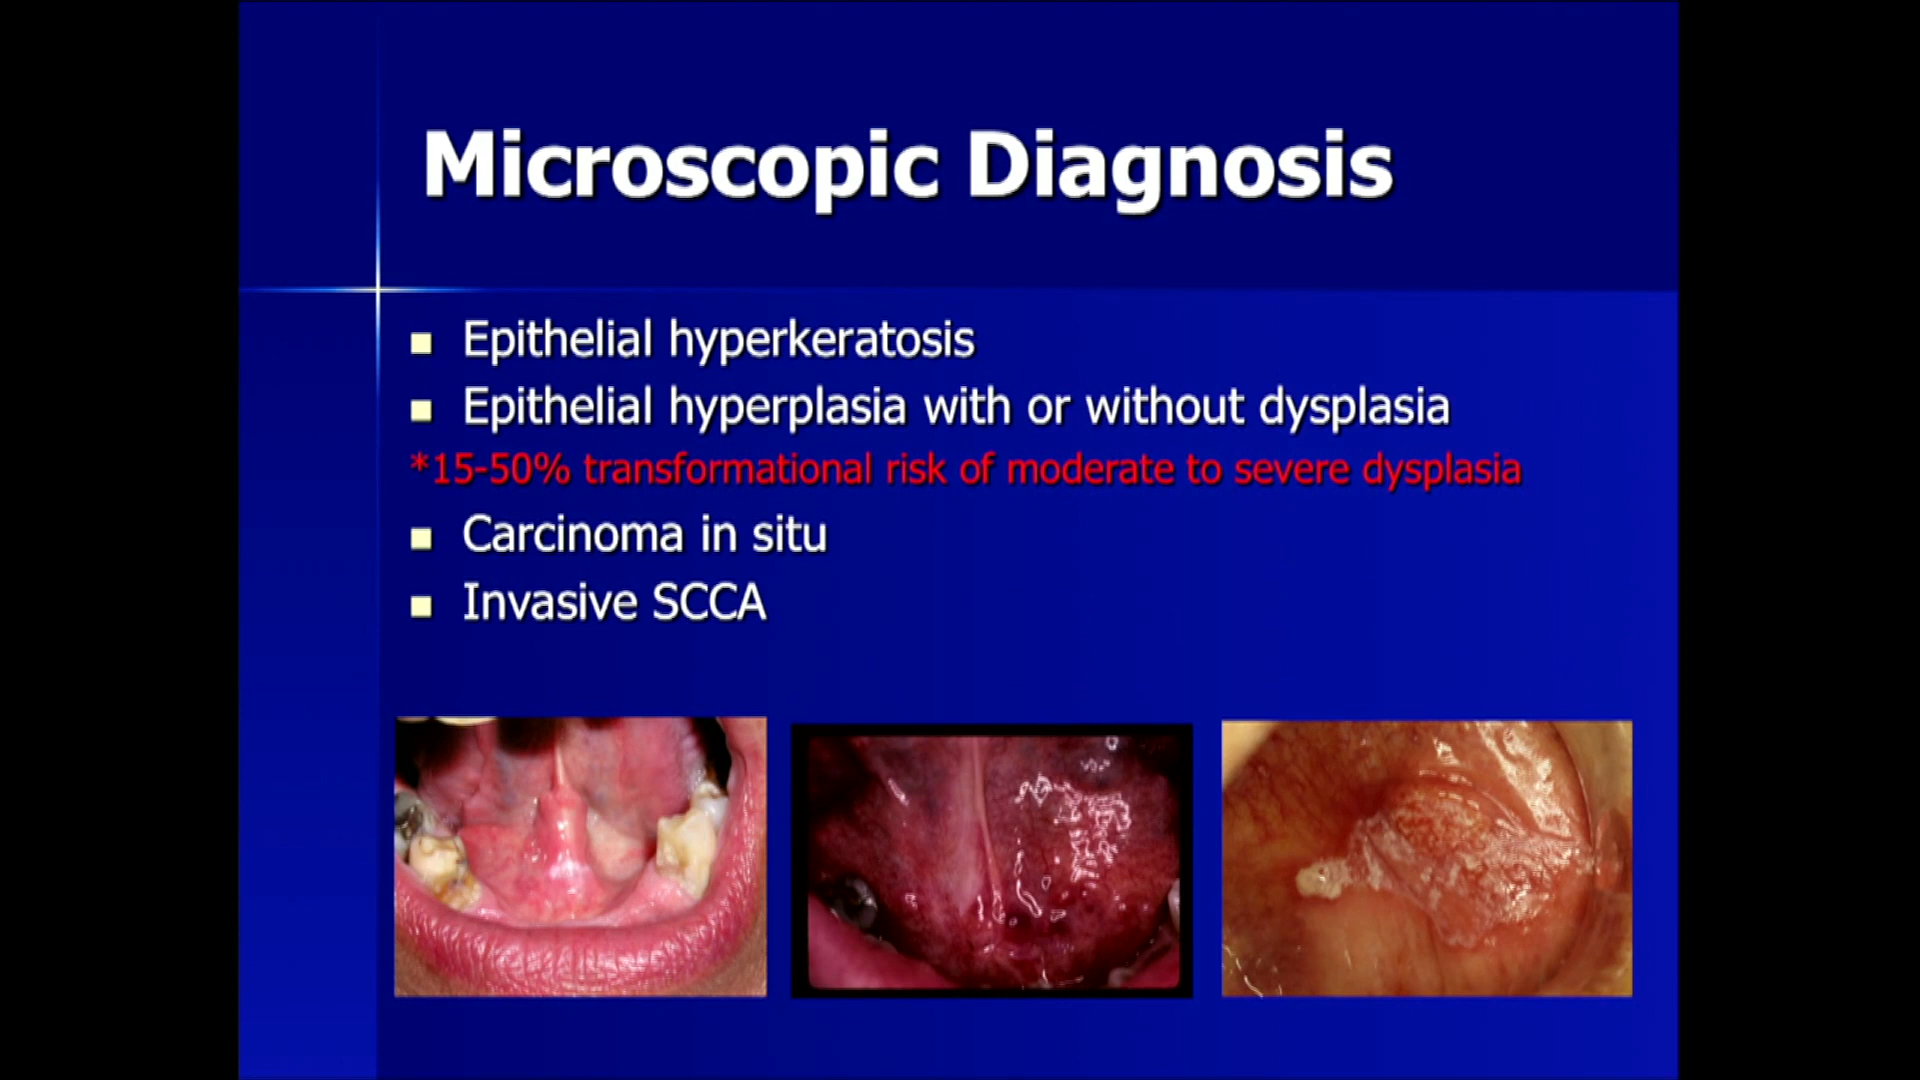 Microscopic Diagnosis
Epithelial hyperkeratosis
Epithelial hyperplasia with or without dysplasia
*15-50% transformational risk of moderate to severe dysplasia
Carcinoma in situ
Invasive SCCA